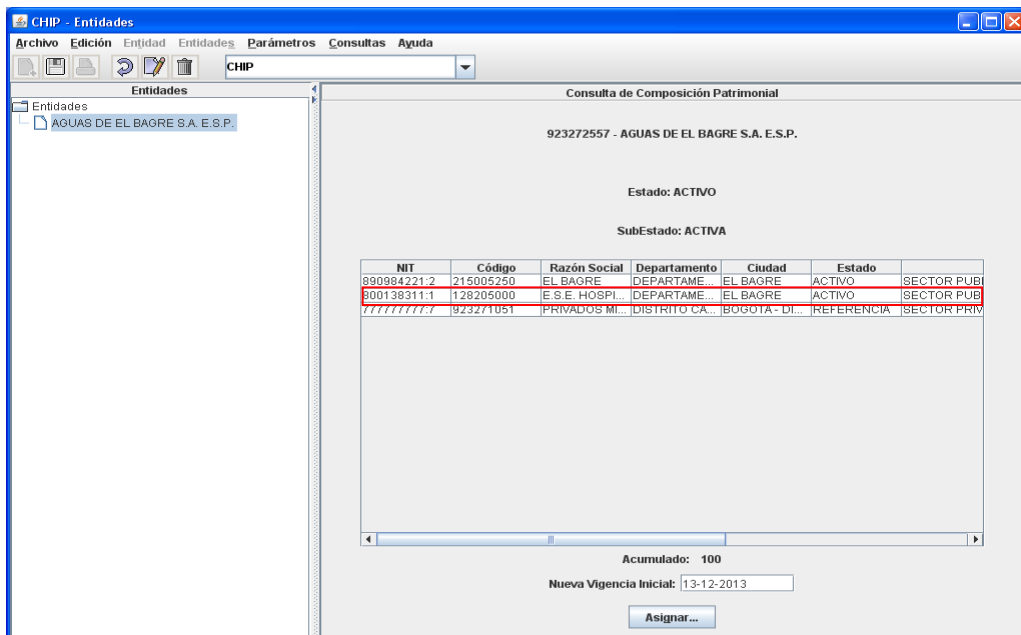 CHIP - Entidades
Archivo Edición Entidad Entidades Parámetros Consultas Ayuda
CHIP
Entidades
Entidades
AGUAS DE EL BAGRE S.A. E.S.P.
Consulta de Composición Patrimonial
923272557 - AGUAS DE EL BAGRE S.A. E.S.P.
Estado: ACTIVO
SubEstado: ACTIVA
NIT Código Razón Social Departamento Ciudad Estado
890984221:2 215005250 EL BAGRE DEPARTAME... EL BAGRE ACTIVO SECTOR PUBI
800138311:1 128205000 E.S.E. HOSPI... DEPARTAME... EL BAGRE ACTIVO SECTOR PUB
777777777:7 923271051 PRIVADOS MI... DISTRITO CA... BOGOTA - DI... REFERENCIA SECTOR PRIV
Acumulado: 100
Nueva Vigencia Inicial: 13-12-2013
Asignar...